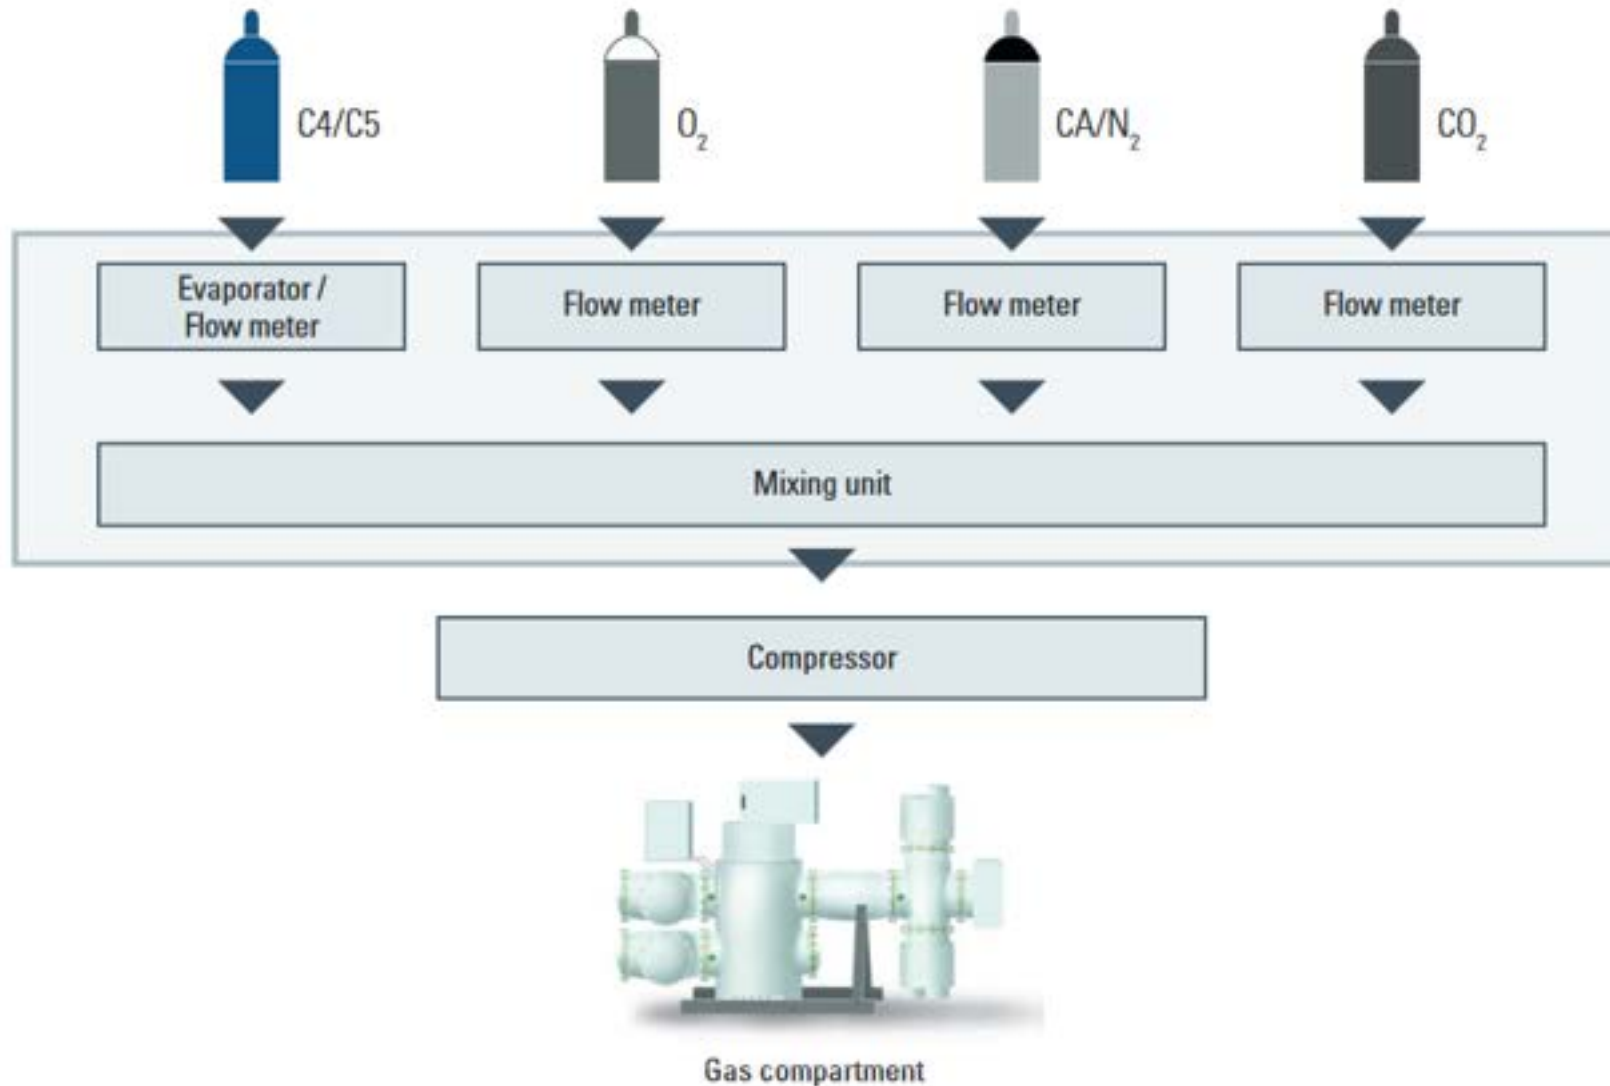 C4/C5
O₂
CA/N₂
CO₂
Evaporator /
Flow meter
Flow meter
Flow meter
Flow meter
Mixing unit
Compressor
Gas compartment